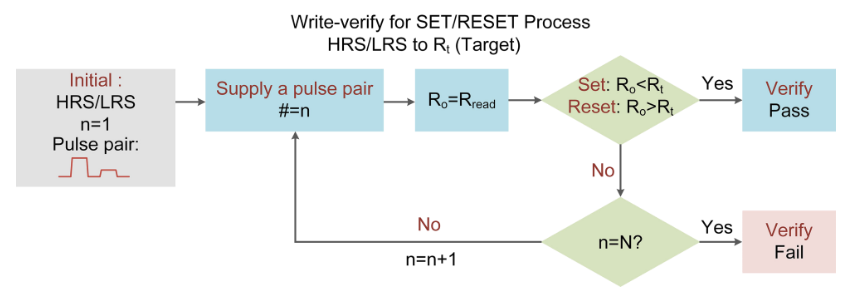 Write-verify for SET/RESET Process
HRS/LRS to Rt (Target)
Initial :
HRS/LRS
n=1
Pulse pair:
Supply a pulse pair
#=n
Ro=Rread
Set: Ro<Rt
Reset: Ro>Rt
Yes
Verify
Pass
No
n=N?
Yes
Verify
Fail
No
n=n+1